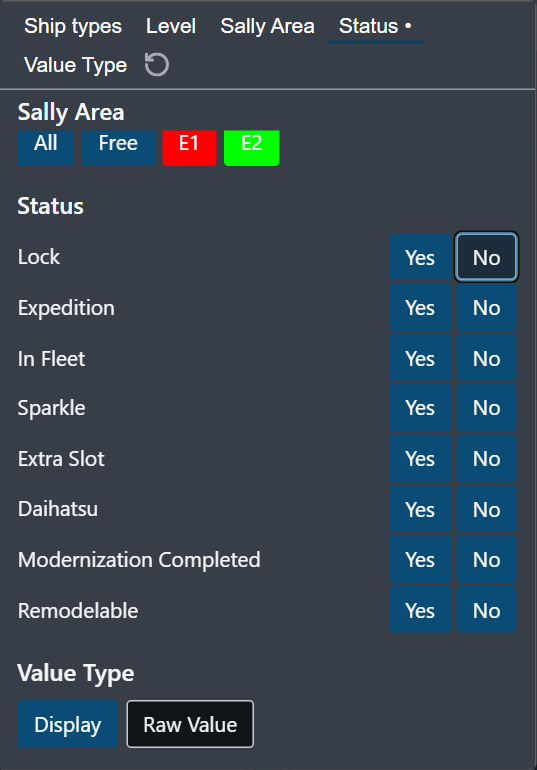 Ship types Level Sally Area Status •
Value Type
Sally Area
All Free E1 E2
Status
Lock Yes No
Expedition Yes No
In Fleet Yes No
Sparkle Yes No
Extra Slot Yes No
Daihatsu Yes No
Modernization Completed Yes No
Remodelable Yes No
Value Type
Display Raw Value